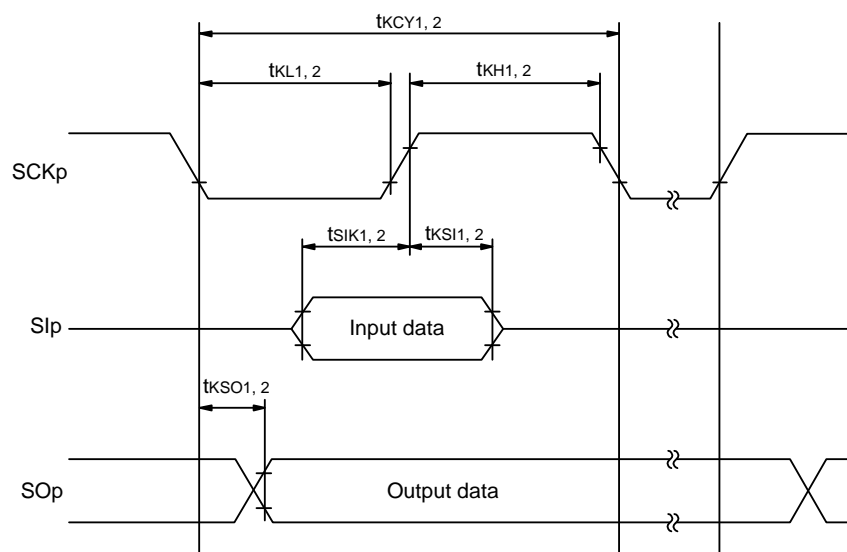 tKCY1, 2
tKL1, 2
tKH1, 2
SCKp
tSIK1, 2
tKSI1, 2
SIp
Input data
tKSO1, 2
SOp
Output data